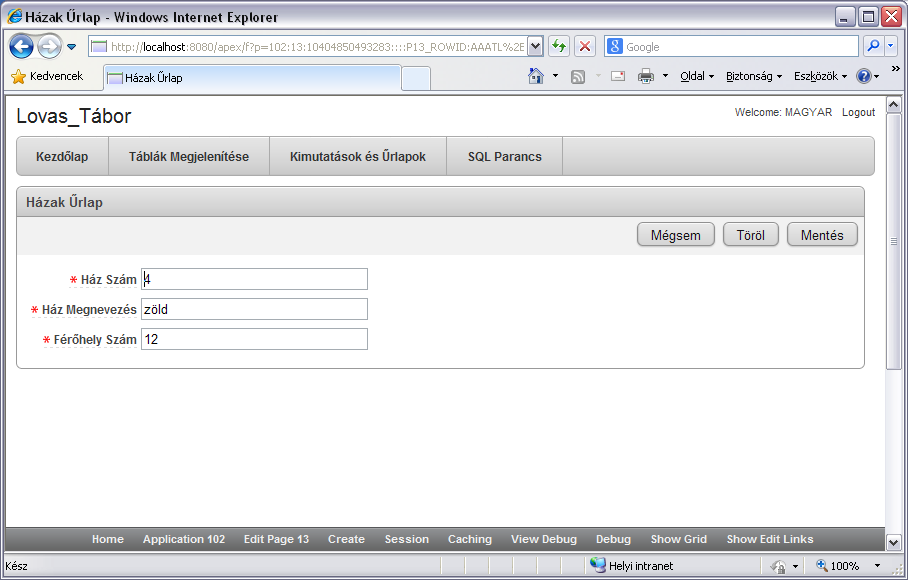 Házak Űrlap - Windows Internet Explorer
http://localhost:8080/apex/f?p=102:13:10404850493283::::P13_ROWID:AAATL%2E
Google
Kedvencek
Házak Űrlap
Oldal
Biztonság
Eszközök
Lovas_Tábor
Welcome: MAGYAR Logout
Kezdőlap Táblák Megjelenítése Kimutatások és Űrlapok SQL Parancs
Házak Űrlap
Mégsem Töröl Mentés
* Ház Szám 4
* Ház Megnevezés zöld
* Férőhely Szám 12
Home Application 102 Edit Page 13 Create Session Caching View Debug Debug Show Grid Show Edit Links
Kész Helyi intranet 100%